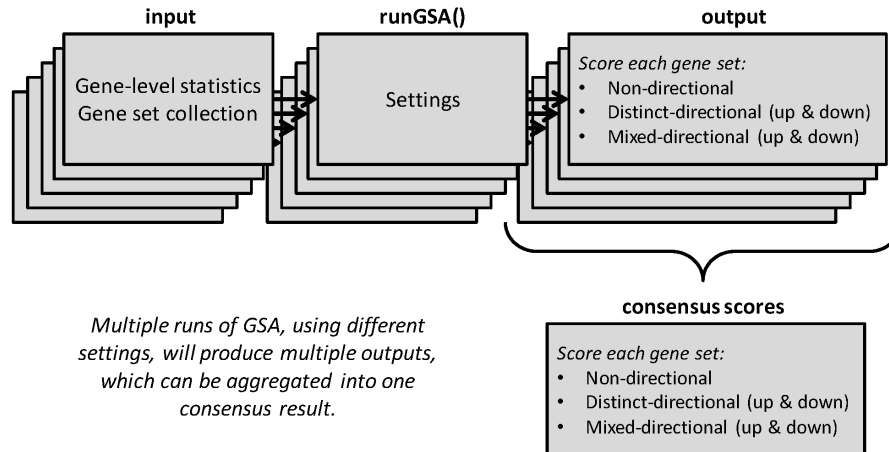 input
runGSA()
output
Gene-level statistics
Gene set collection
Settings
Score each gene set:
• Non-directional
• Distinct-directional (up & down)
• Mixed-directional (up & down)
Multiple runs of GSA, using different
settings, will produce multiple outputs,
which can be aggregated into one
consensus result.
consensus scores
Score each gene set:
• Non-directional
• Distinct-directional (up & down)
• Mixed-directional (up & down)